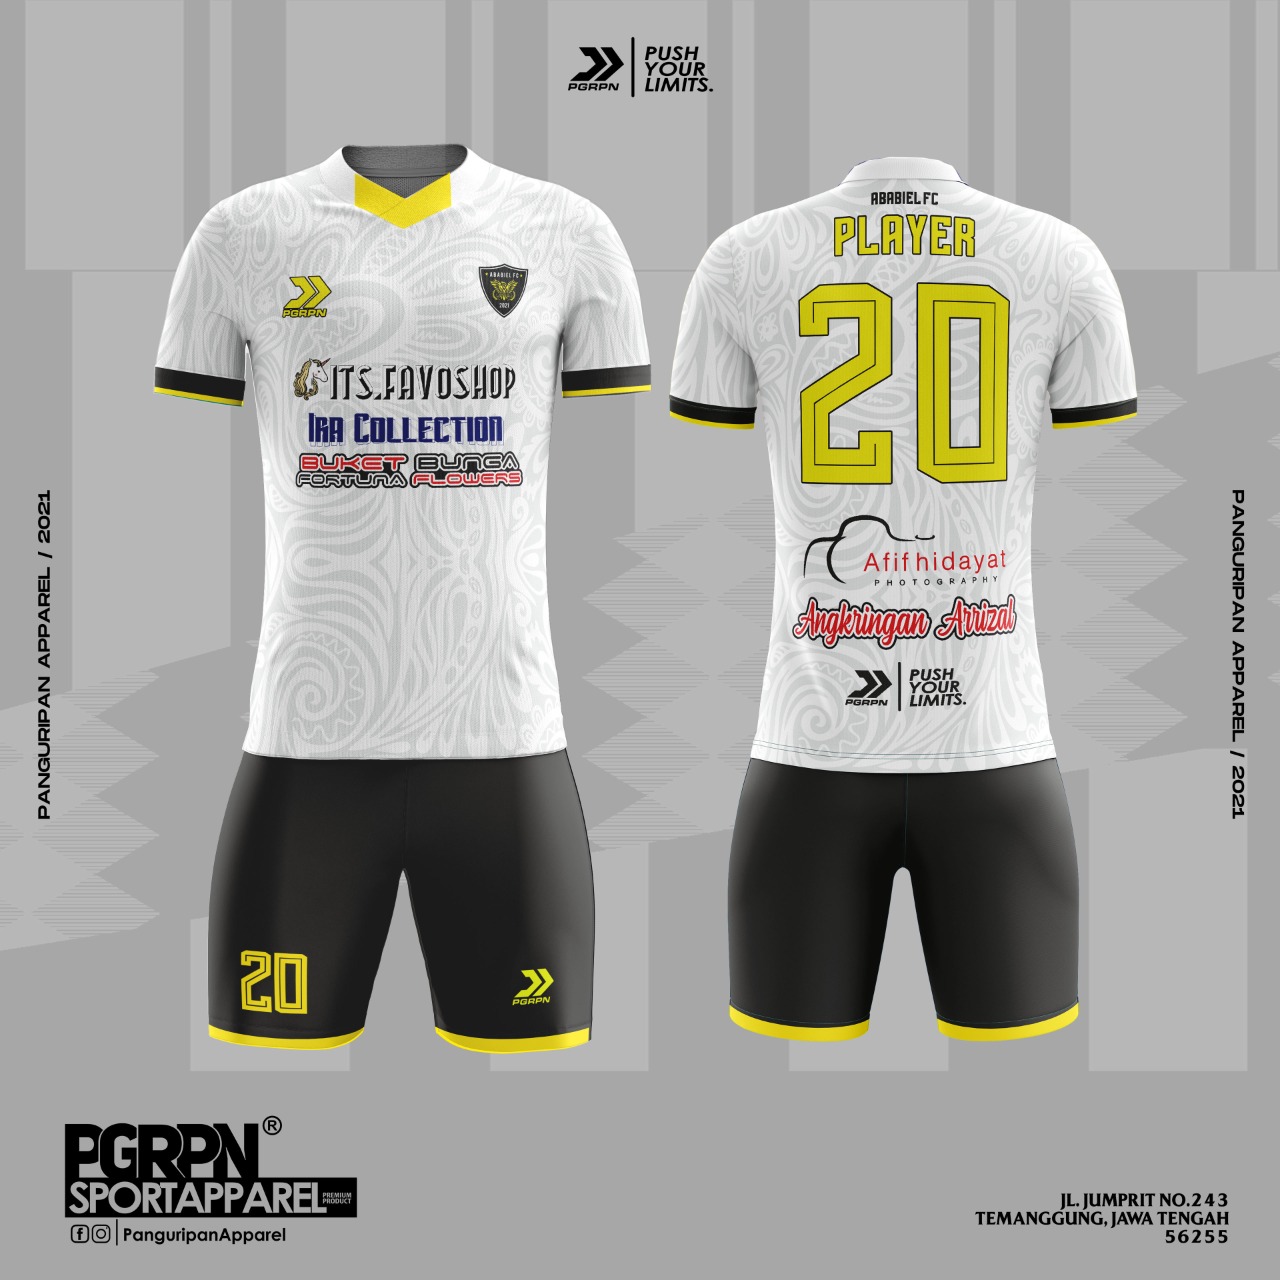 PGRPN
PUSH
YOUR
LIMITS.
PGRPN
ABABIEL FC
2021
ITS.FAVOSHOP
IRA COLLECTION
BUKET BUNGA
FORTUNA FLOWERS
20
PGRPN
ABABIEL FC
PLAYER
20
Afifhidayat
PHOTOGRAPHY
Angkringan Arrizal
PGRPN
PUSH
YOUR
LIMITS.
PANGURIPAN APPAREL / 2021
PANGURIPAN APPAREL / 2021
PGRPN®
SPORTAPPAREL PREMIUM PRODUCT
PanguripanApparel
JL. JUMPRIT NO.243
TEMANGGUNG, JAWA TENGAH
56255